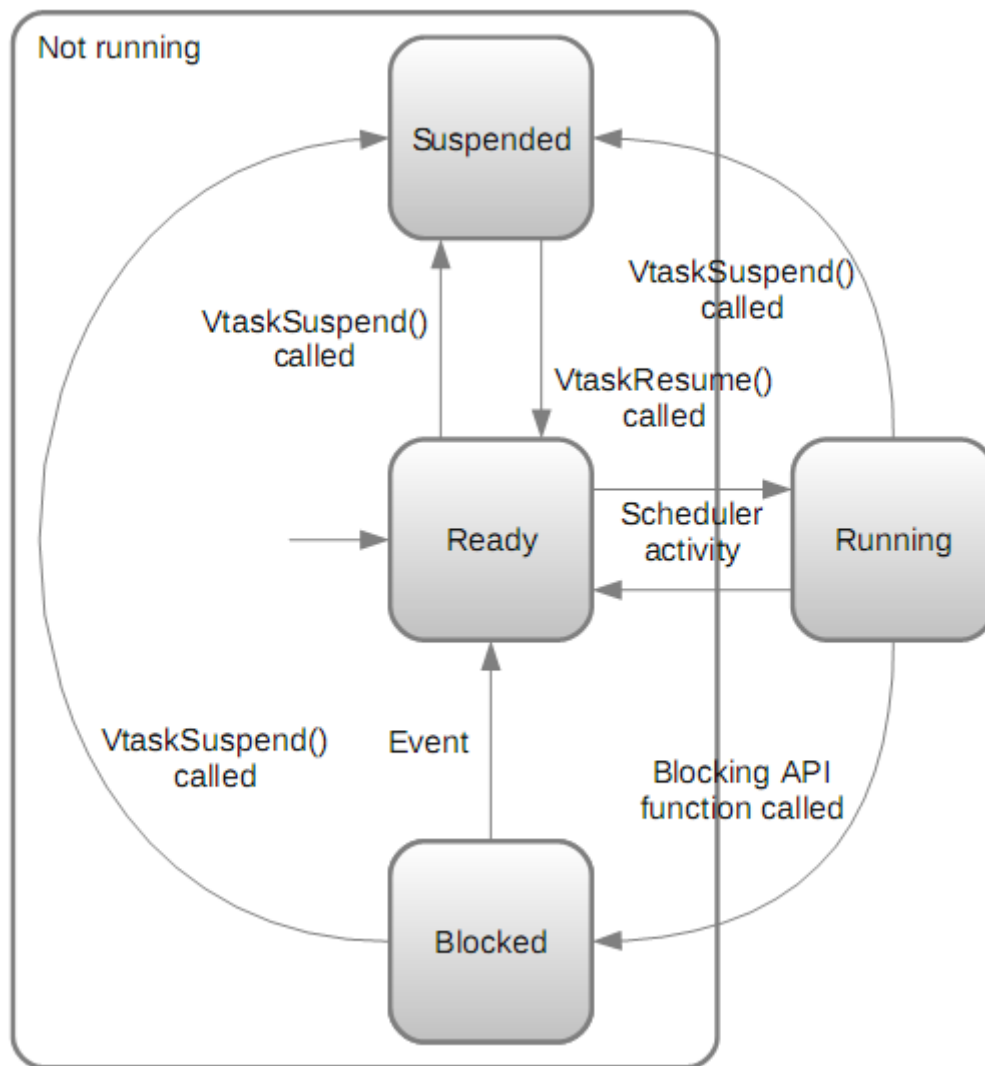 Not running
Suspended
VtaskSuspend()
called
VtaskSuspend()
called
VtaskResume()
called
Ready
Scheduler
activity
Running
VtaskSuspend()
called
Event
Blocking API
function called
Blocked